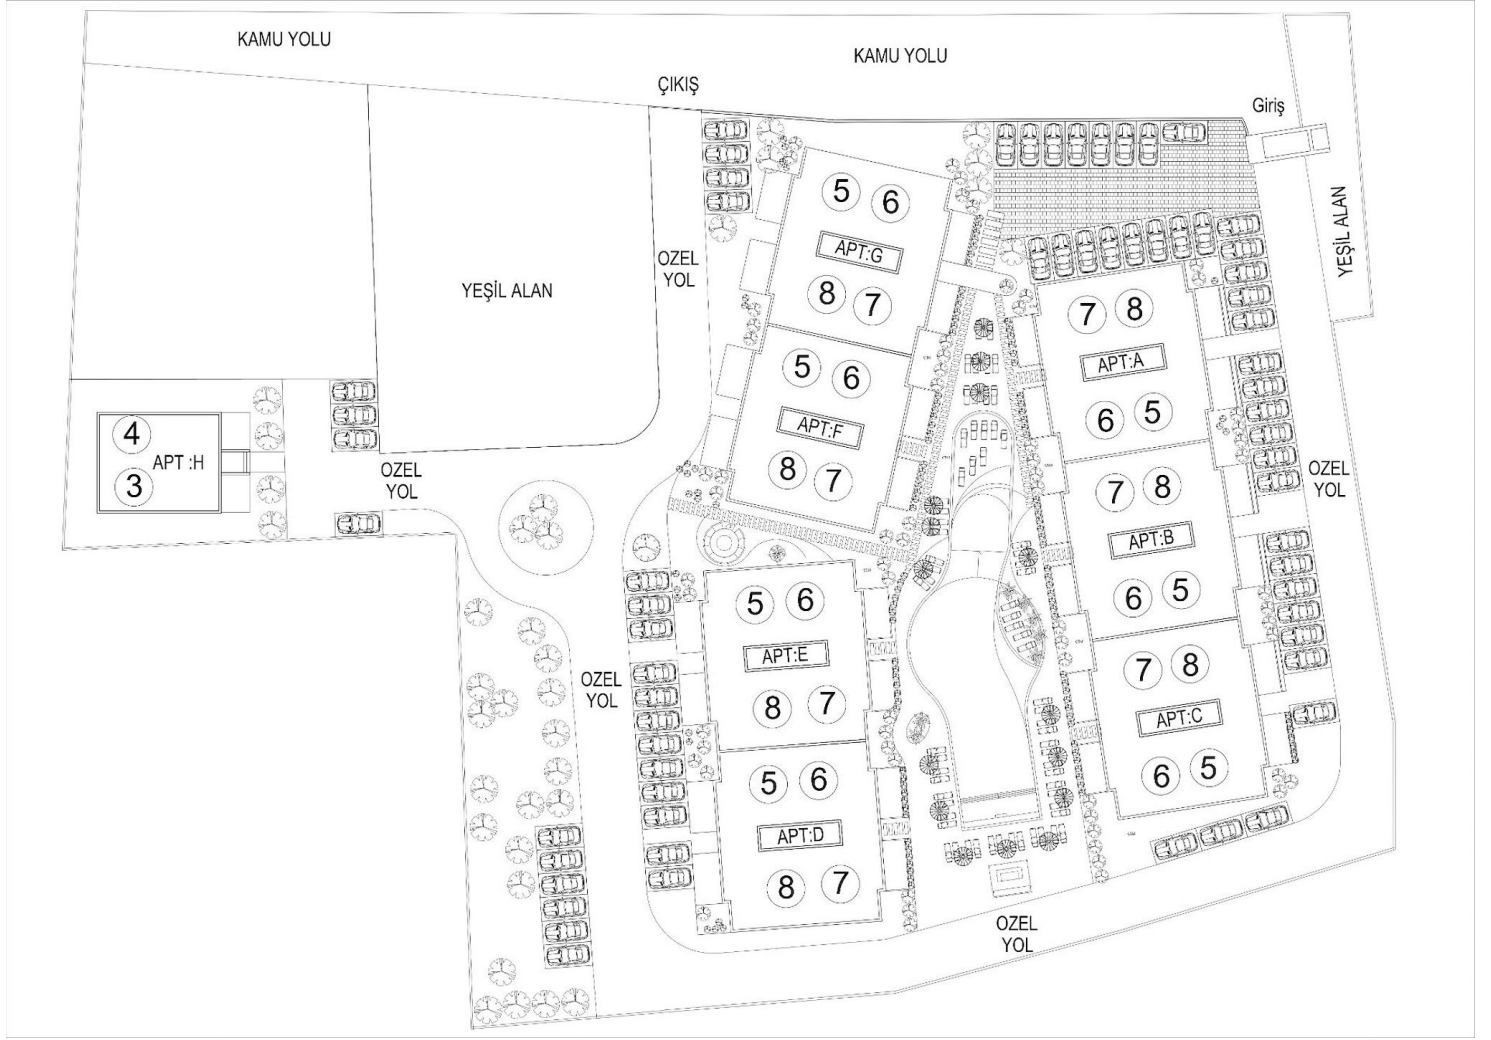 KAMU YOLU
KAMU YOLU
ÇIKIŞ
Giriş
YEŞİL ALAN
YEŞİL ALAN
OZEL
YOL
5 6
APT:G
8 7
5 6
APT:F
8 7
7 8
APT:A
6 5
4
APT :H
3
OZEL
YOL
OZEL
YOL
7 8
APT:B
6 5
5 6
APT:E
8 7
OZEL
YOL
7 8
APT:C
6 5
5 6
APT:D
8 7
OZEL
YOL